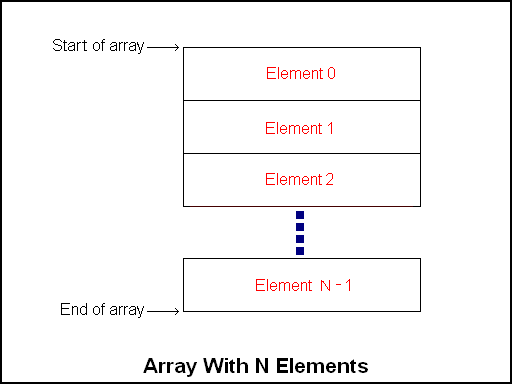 Start of array
Element 0
Element 1
Element 2
Element N - 1
End of array
Array With N Elements